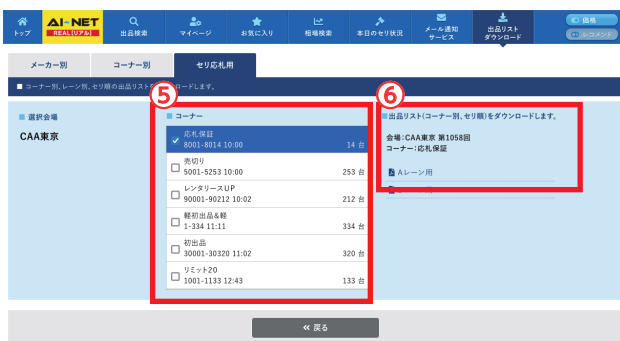 トップ
AI-NET
REAL[リアル]
出品検索
マイページ
お気に入り
相場検索
本日のセリ状況
メール通知
サービス
出品リスト
ダウンロード
価格
レコメンド
メーカー別
コーナー別
セリ応札用
■ コーナー別、レーン別、セリ順の出品リストを
ロードします。
⑤
⑥
■ 選択会場
CAA東京
■ コーナー
応札保証
8001-8014 10:00
14 台
売切り
5001-5253 10:00
253 台
レンタリースUP
90001-90212 10:02
212 台
軽初出品&軽
1-334 11:11
334 台
初出品
30001-30320 11:02
320 台
リミット20
1001-1133 12:43
133 台
■出品リスト(コーナー別、セリ順)をダウンロードします。
会場:CAA東京 第1058回
コーナー:応札保証
Aレーン用
≪ 戻る